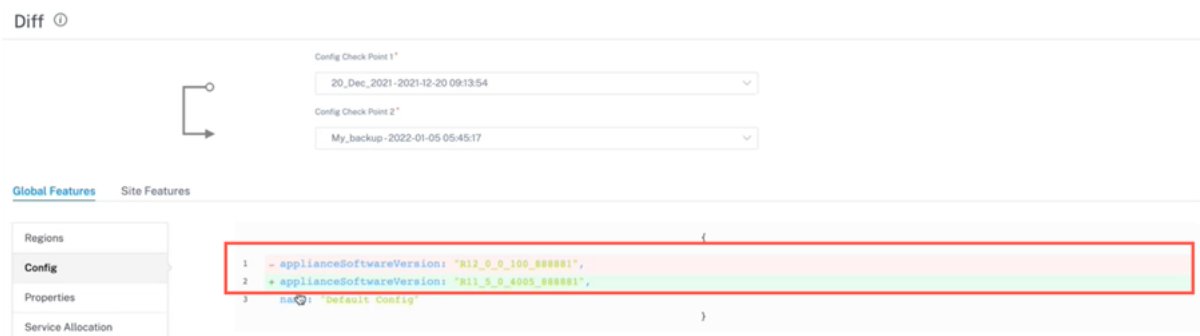 Diff
Config Check Point 1*
20_Dec_2021-2021-12-20 09:13:54
Config Check Point 2*
My_backup-2022-01-05 05:45:17
Global Features Site Features
Regions
Config
Properties
Service Allocation
{
1 - applianceSoftwareVersion: "R12_0_0_100_888881",
2 + applianceSoftwareVersion: "R11_5_0_4005_888881",
3 name: "Default Config"
}